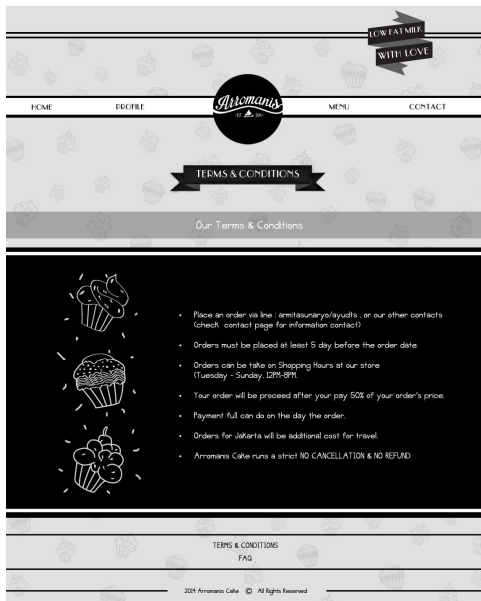 LOW FAT MILK
WITH LOVE
HOME
PROFILE
Arromanis
MENU
CONTACT
TERMS & CONDITIONS
Our Terms & Conditions
• Place an order via line : armitasunaryo/ayudts , or our other contacts
(check contact page for information contact)
• Orders must be placed at least 5 day before the order date.
• Orders can be take on Shopping Hours at our store
(Tuesday - Sunday: 12PM-8PM.
• Your order will be proceed after your pay 50% of your order's price.
• Payment full can do on the day the order.
• Orders for Jakarta will be additional cost for travel.
• Arromanis Cake runs a strict NO CANCELLATION & NO REFUND
TERMS & CONDITIONS
FAQ
2014 Arromanis Cake © All Rights Reserved